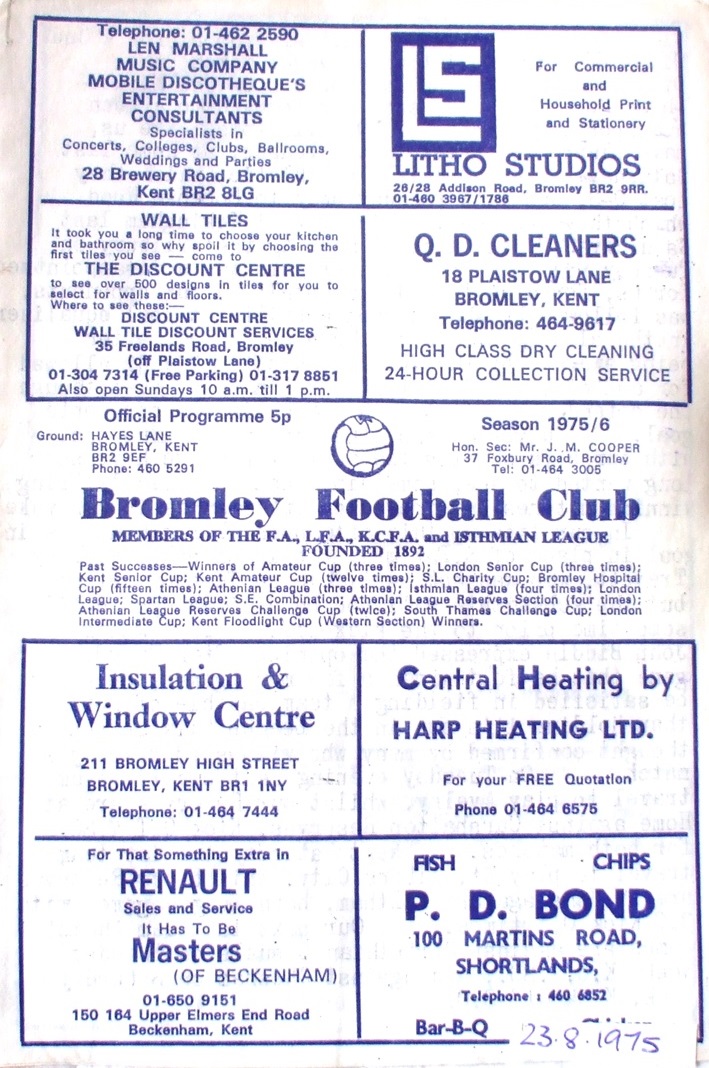 Telephone: 01-462 2590
LEN MARSHALL
MUSIC COMPANY
MOBILE DISCOTHEQUE'S
ENTERTAINMENT
CONSULTANTS
Specialists in
Concerts, Colleges, Clubs, Ballrooms,
Weddings and Parties
28 Brewery Road, Bromley,
Kent BR2 8LG
LS
For Commercial
and
Household Print
and Stationery
LITHO STUDIOS
26/28 Addison Road, Bromley BR2 9RR.
01-460 3967/1786
WALL TILES
It took you a long time to choose your kitchen
and bathroom so why spoil it by choosing the
first tiles you see — come to
THE DISCOUNT CENTRE
to see over 500 designs in tiles for you to
select for walls and floors.
Where to see these:—
DISCOUNT CENTRE
WALL TILE DISCOUNT SERVICES
35 Freelands Road, Bromley
(off Plaistow Lane)
01-304 7314 (Free Parking) 01-317 8851
Also open Sundays 10 a.m. till 1 p.m.
Q. D. CLEANERS
18 PLAISTOW LANE
BROMLEY, KENT
Telephone: 464-9617
HIGH CLASS DRY CLEANING
24-HOUR COLLECTION SERVICE
Official Programme 5p
Ground: HAYES LANE
BROMLEY, KENT
BR2 9EF
Phone: 460 5291
Season 1975/6
Hon. Sec: Mr. J. M. COOPER
37 Foxbury Road, Bromley
Tel: 01-464 3005
Bromley Football Club
MEMBERS OF THE F.A., L.F.A., K.C.F.A. and ISTHMIAN LEAGUE
FOUNDED 1892
Past Successes—Winners of Amateur Cup (three times); London Senior Cup (three times);
Kent Senior Cup; Kent Amateur Cup (twelve times); S.L. Charity Cup; Bromley Hospital
Cup (fifteen times); Athenian League (three times); Isthmian League (four times); London
League; Spartan League; S.E. Combination; Athenian League Reserves Section (four times);
Athenian League Reserves Challenge Cup (twice); South Thames Challenge Cup; London
Intermediate Cup; Kent Floodlight Cup (Western Section) Winners.
Insulation &
Window Centre
211 BROMLEY HIGH STREET
BROMLEY, KENT BR1 1NY
Telephone: 01-464 7444
Central Heating by
HARP HEATING LTD.
For your FREE Quotation
Phone 01-464 6575
For That Something Extra in
RENAULT
Sales and Service
It Has To Be
Masters
(OF BECKENHAM)
01-650 9151
150 164 Upper Elmers End Road
Beckenham, Kent
FISH CHIPS
P. D. BOND
100 MARTINS ROAD,
SHORTLANDS,
Telephone : 460 6852
Bar-B-Q
23.8.1975